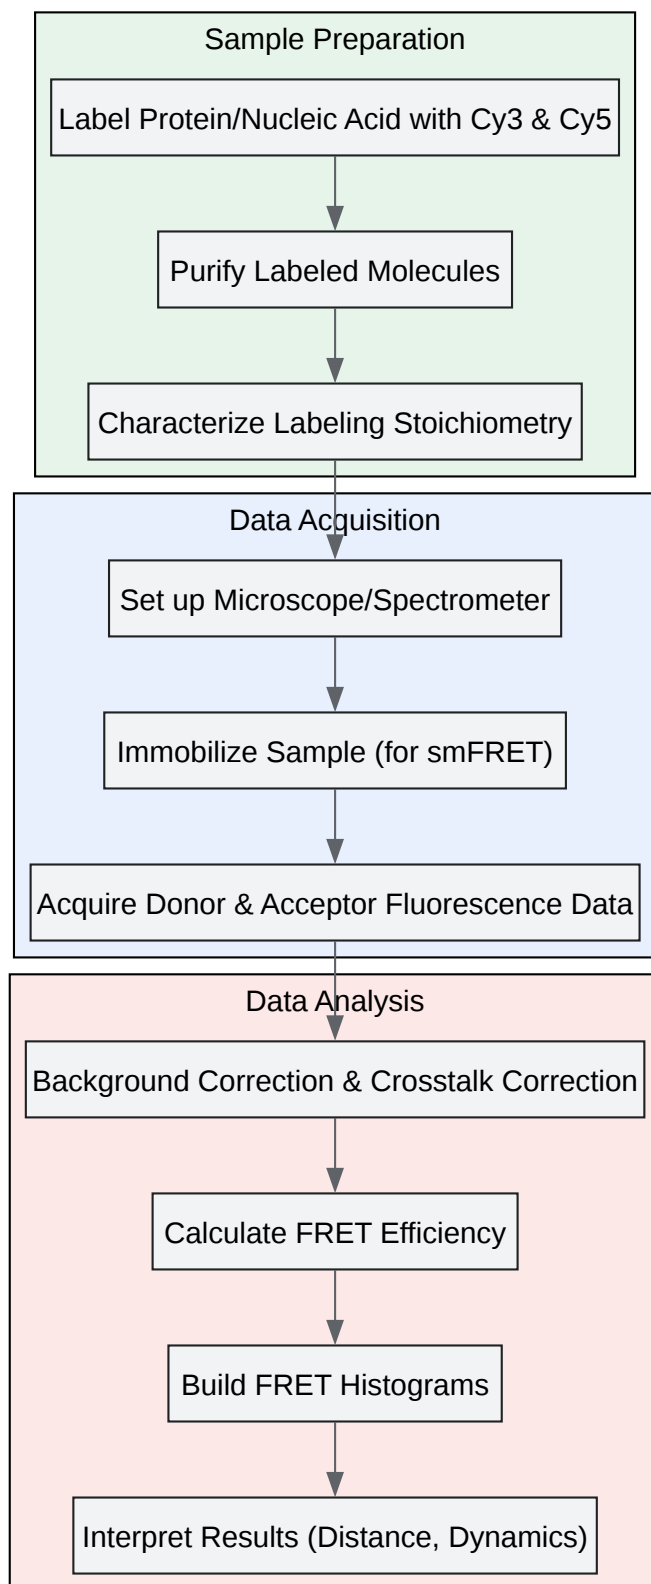 Sample Preparation
Label Protein/Nucleic Acid with Cy3 & Cy5
Purify Labeled Molecules
Characterize Labeling Stoichiometry
Data Acquisition
Set up Microscope/Spectrometer
Immobilize Sample (for smFRET)
Acquire Donor & Acceptor Fluorescence Data
Data Analysis
Background Correction & Crosstalk Correction
Calculate FRET Efficiency
Build FRET Histograms
Interpret Results (Distance, Dynamics)